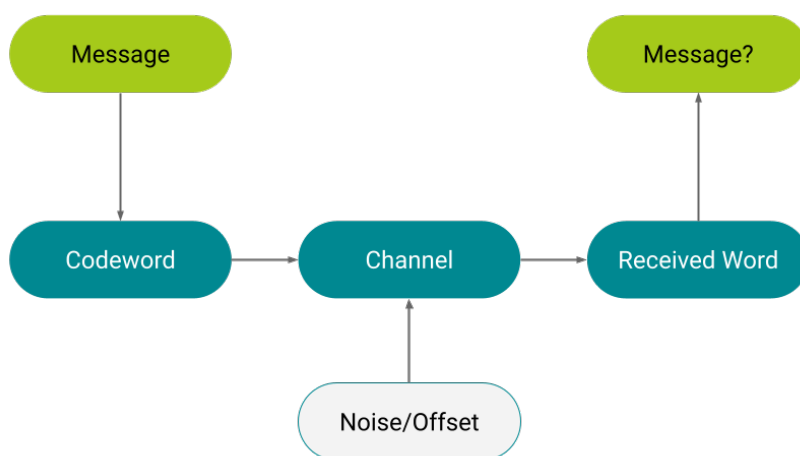 Message
Message?
Codeword
Channel
Received Word
Noise/Offset